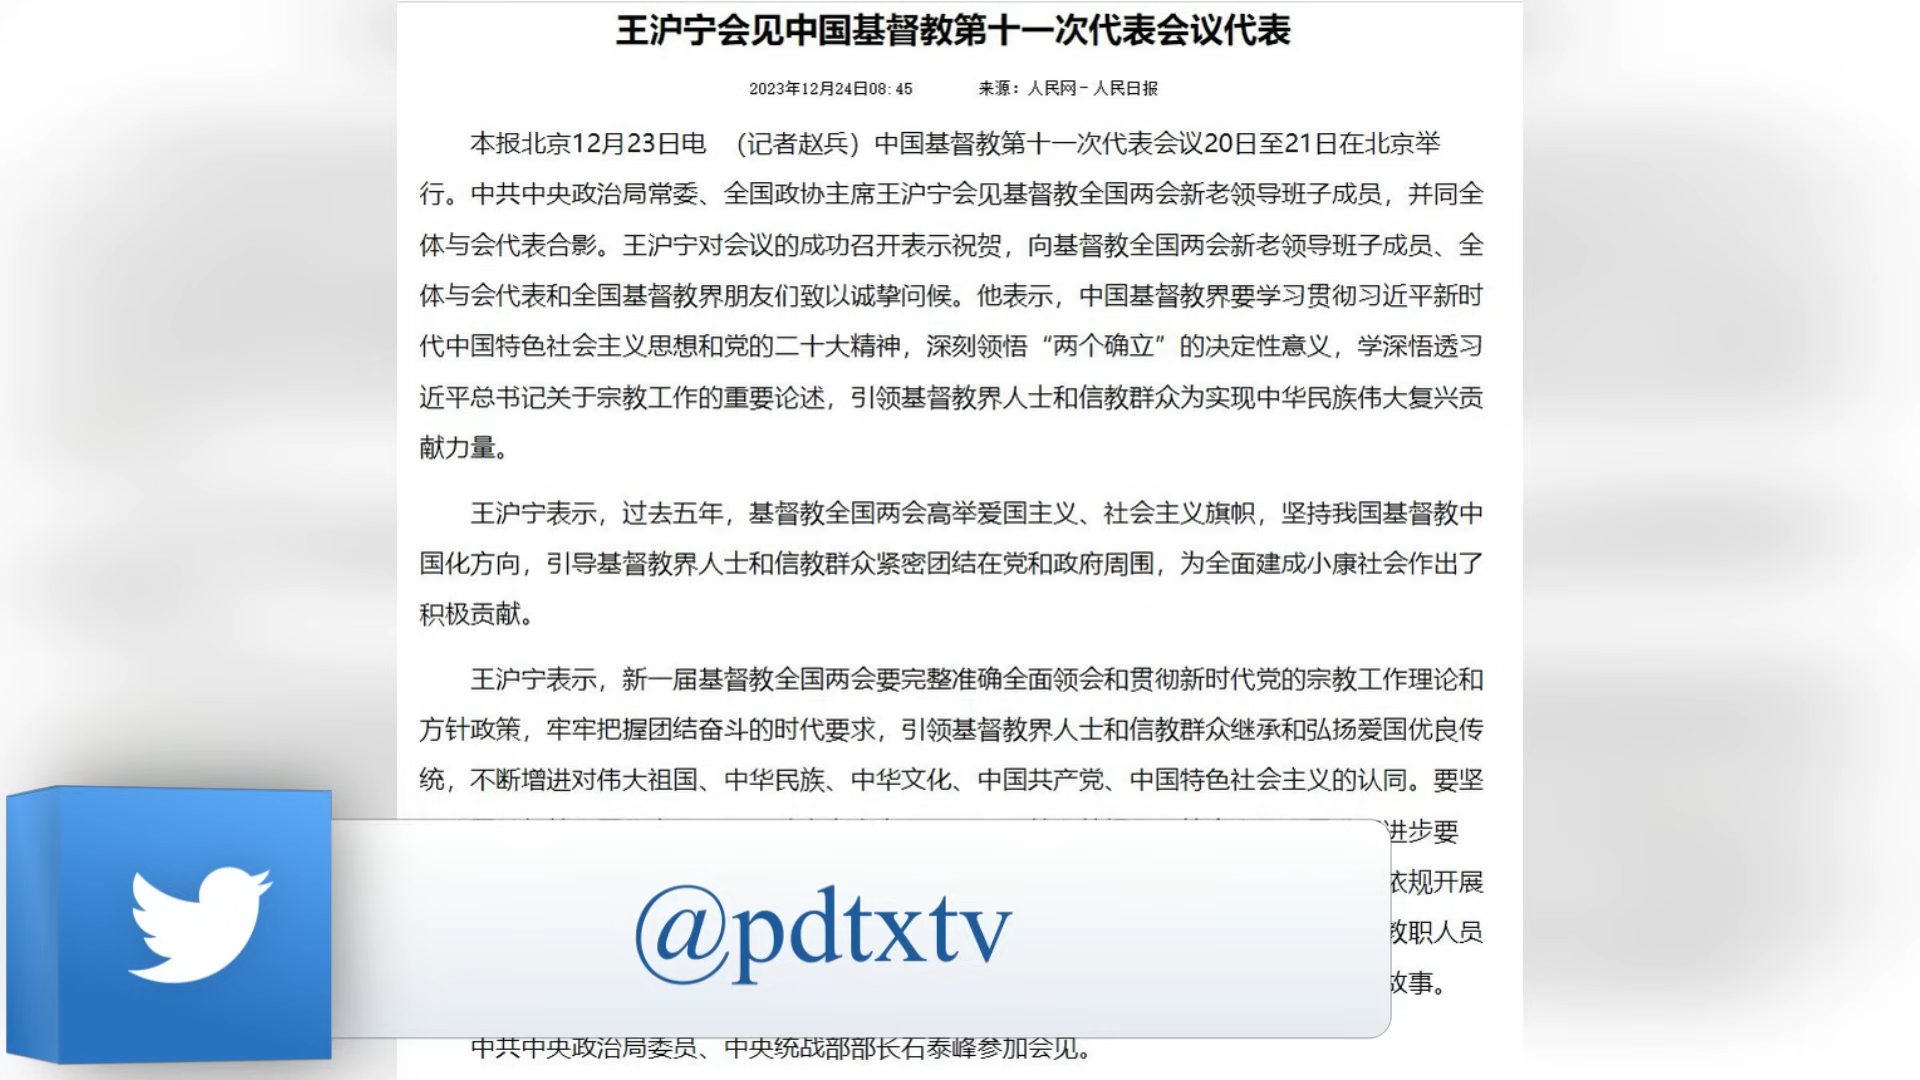 王沪宁会见中国基督教第十一次代表会议代表
2023年12月24日08:45 来源：人民网－人民日报
本报北京12月23日电 （记者赵兵）中国基督教第十一次代表会议20日至21日在北京举
行。中共中央政治局常委、全国政协主席王沪宁会见基督教全国两会新老领导班子成员，并同全
体与会代表合影。王沪宁对会议的成功召开表示祝贺，向基督教全国两会新老领导班子成员、全
体与会代表和全国基督教界朋友们致以诚挚问候。他表示，中国基督教界要学习贯彻习近平新时
代中国特色社会主义思想和党的二十大精神，深刻领悟“两个确立”的决定性意义，学深悟透习
近平总书记关于宗教工作的重要论述，引领基督教界人士和信教群众为实现中华民族伟大复兴贡
献力量。
王沪宁表示，过去五年，基督教全国两会高举爱国主义、社会主义旗帜，坚持我国基督教中
国化方向，引导基督教界人士和信教群众紧密团结在党和政府周围，为全面建成小康社会作出了
积极贡献。
王沪宁表示，新一届基督教全国两会要完整准确全面领会和贯彻新时代党的宗教工作理论和
方针政策，牢牢把握团结奋斗的时代要求，引领基督教界人士和信教群众继承和弘扬爱国优良传
统，不断增进对伟大祖国、中华民族、中华文化、中国共产党、中国特色社会主义的认同。要坚
进步要
依规开展
教职人员
故事。
@pdtxtv
中共中央政治局委员、中央统战部部长石泰峰参加会见。